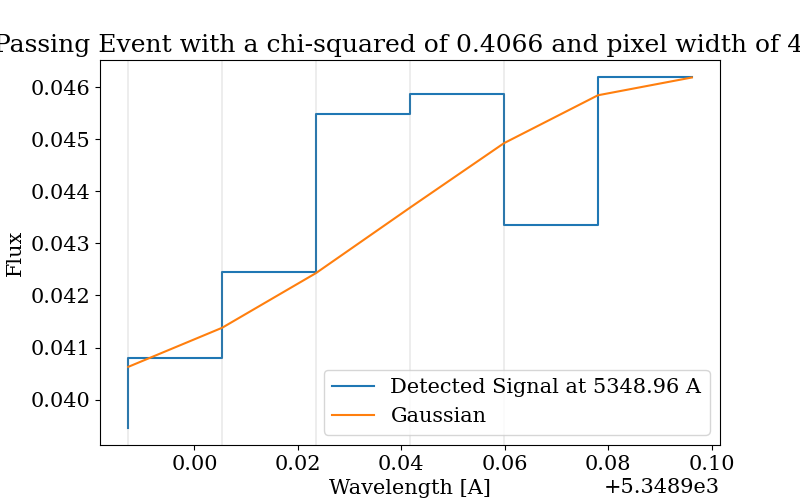 Passing Event with a chi-squared of 0.4066 and pixel width of 4
0.046
0.045
0.044
0.043
0.042
0.041
0.040
Flux
Detected Signal at 5348.96 A
Gaussian
0.00 0.02 0.04 0.06 0.08 0.10
Wavelength [A]
+5.3489e3